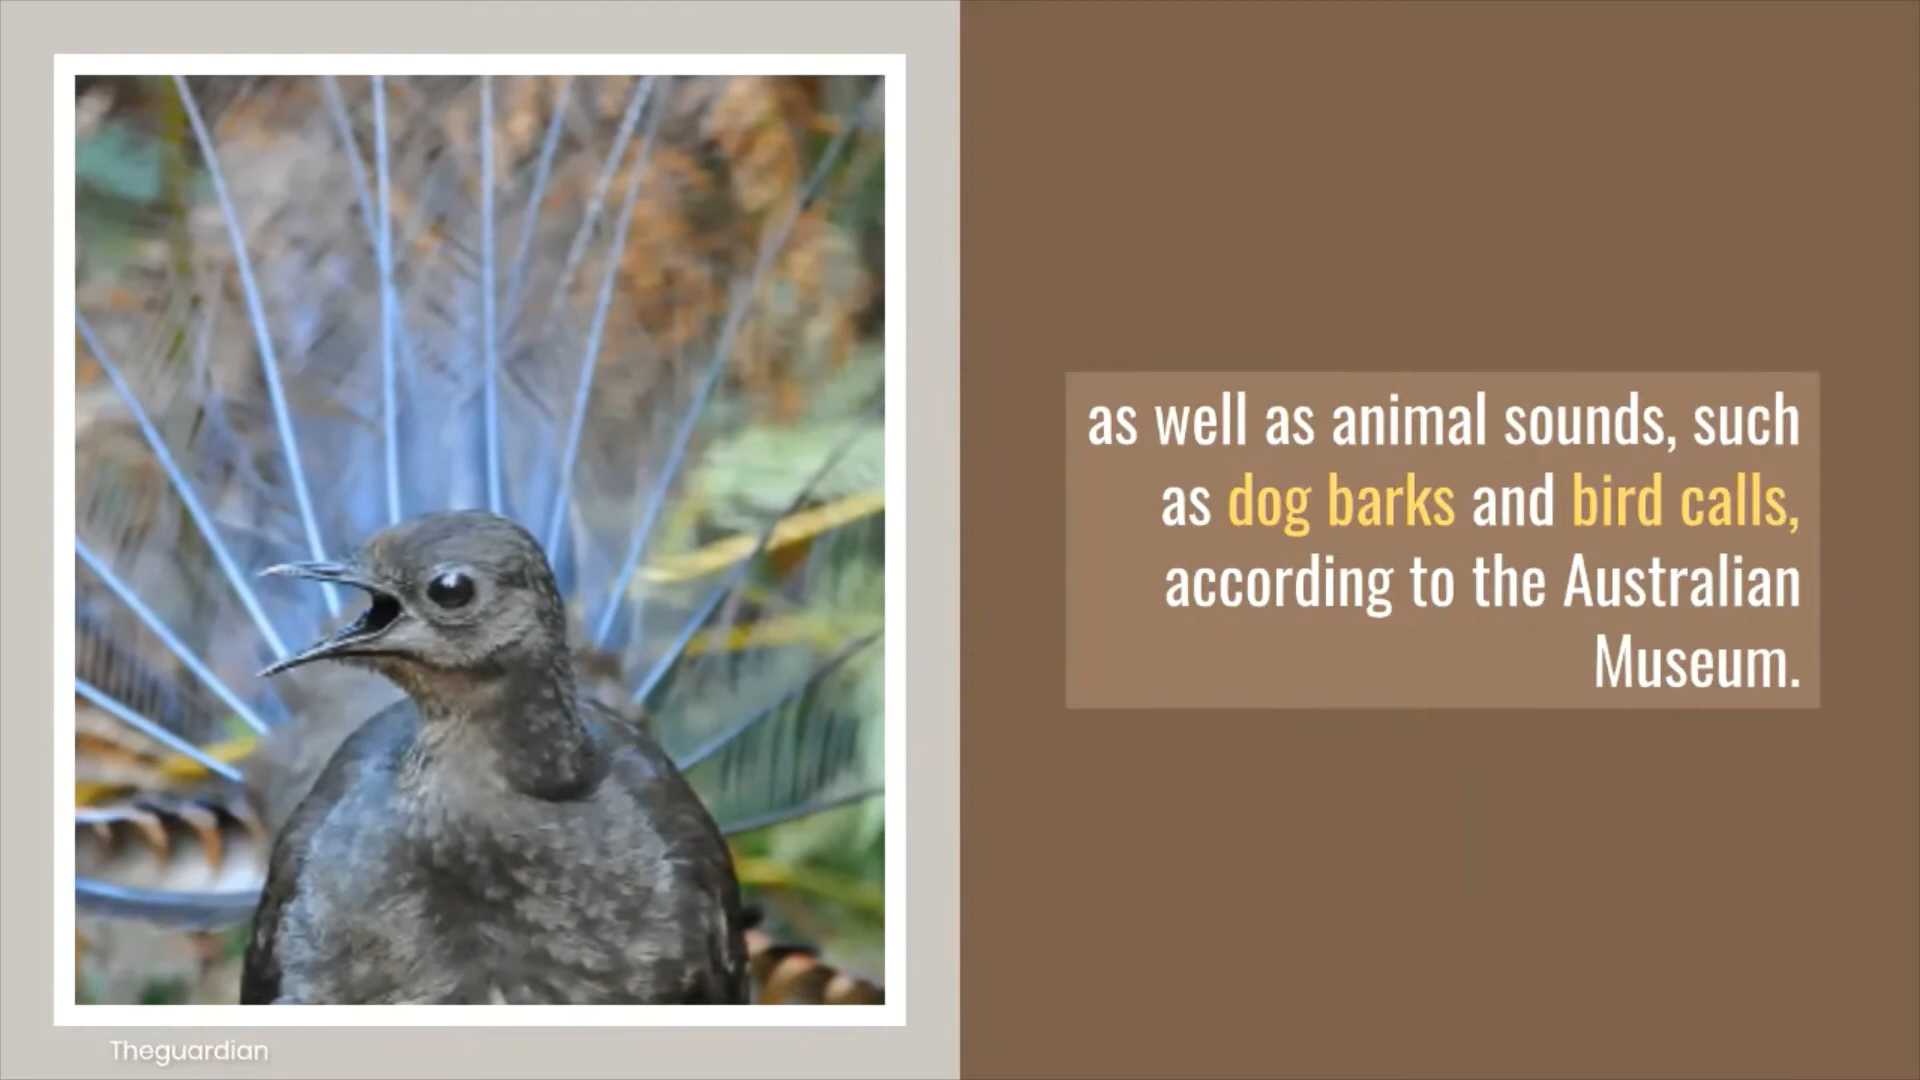 as well as animal sounds, such
as dog barks and bird calls,
according to the Australian
Museum.
Theguardian